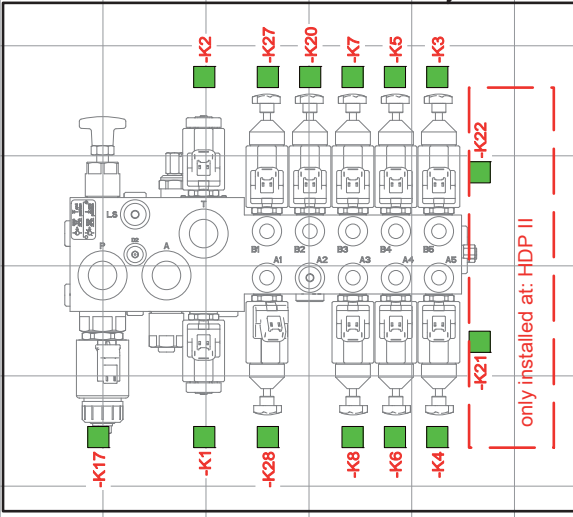 -K2
-K27
-K20
-K7
-K5
-K3
-K22
LS
T
P
A
B1
B2
B3
B4
B5
A1
A2
A3
A4
A5
only installed at: HDP II
-K21
-K17
-K1
-K28
-K8
-K6
-K4